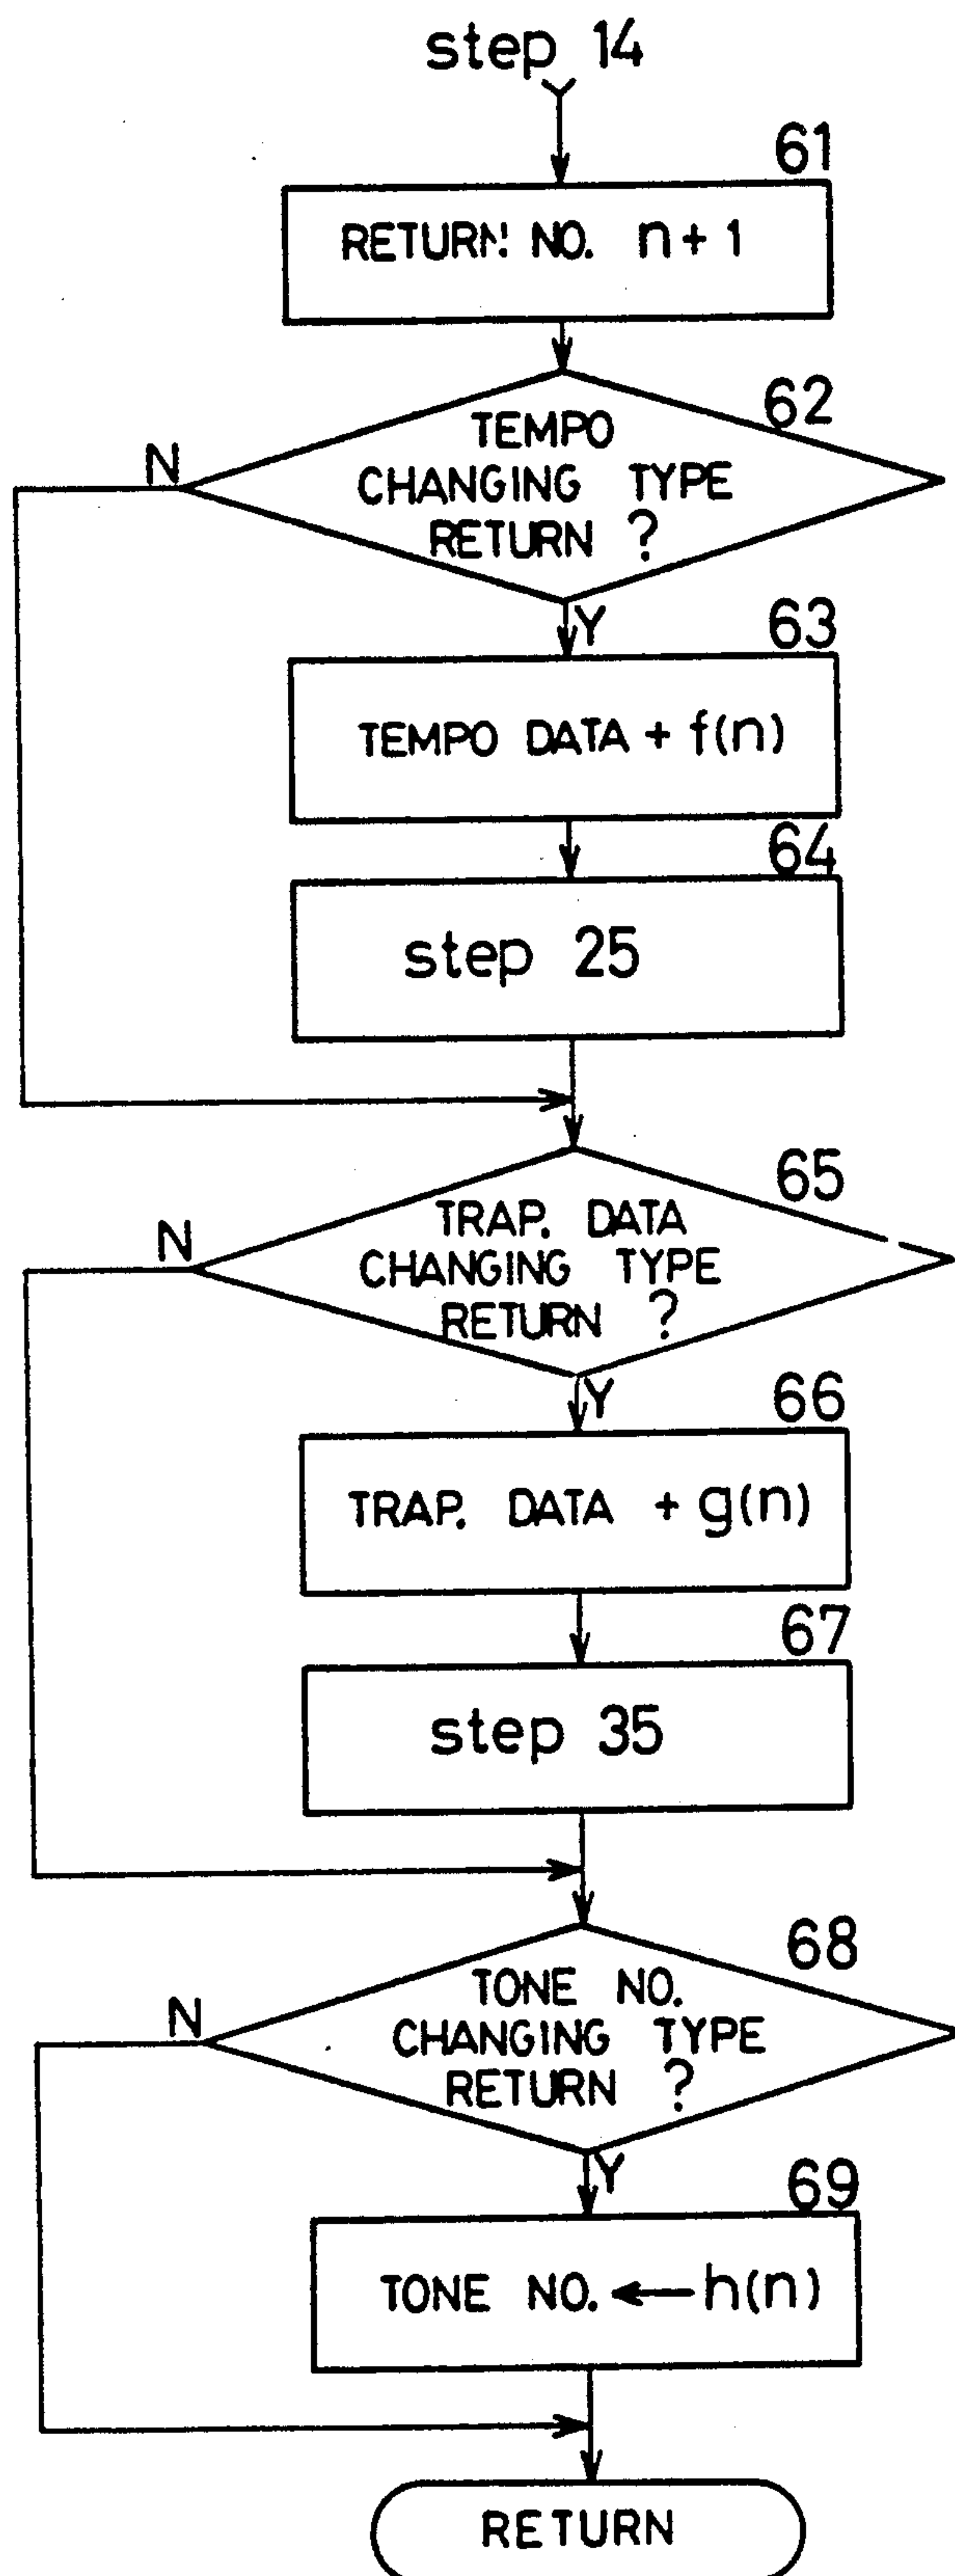 step 14
61
RETURN NO. n + 1
62
TEMPO
CHANGING TYPE
RETURN ?
N
Y
63
TEMPO DATA + f(n)
64
step 25
65
TRAP. DATA
CHANGING TYPE
RETURN ?
N
Y
66
TRAP. DATA + g(n)
67
step 35
68
TONE NO.
CHANGING TYPE
RETURN ?
N
Y
69
TONE NO. ← h(n)
RETURN